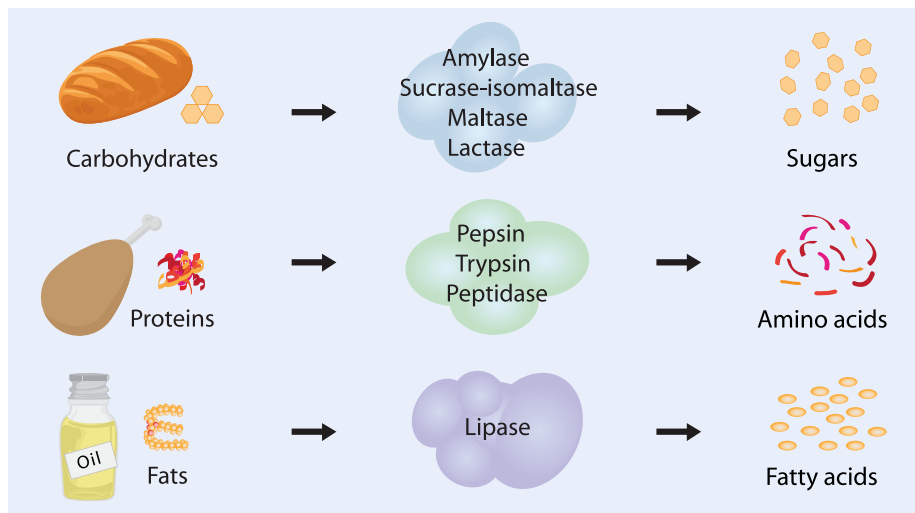 Amylase
Sucrase-isomaltase
Maltase
Lactase
Carbohydrates
Sugars
Pepsin
Trypsin
Peptidase
Proteins
Amino acids
Lipase
Oil
Fats
Fatty acids